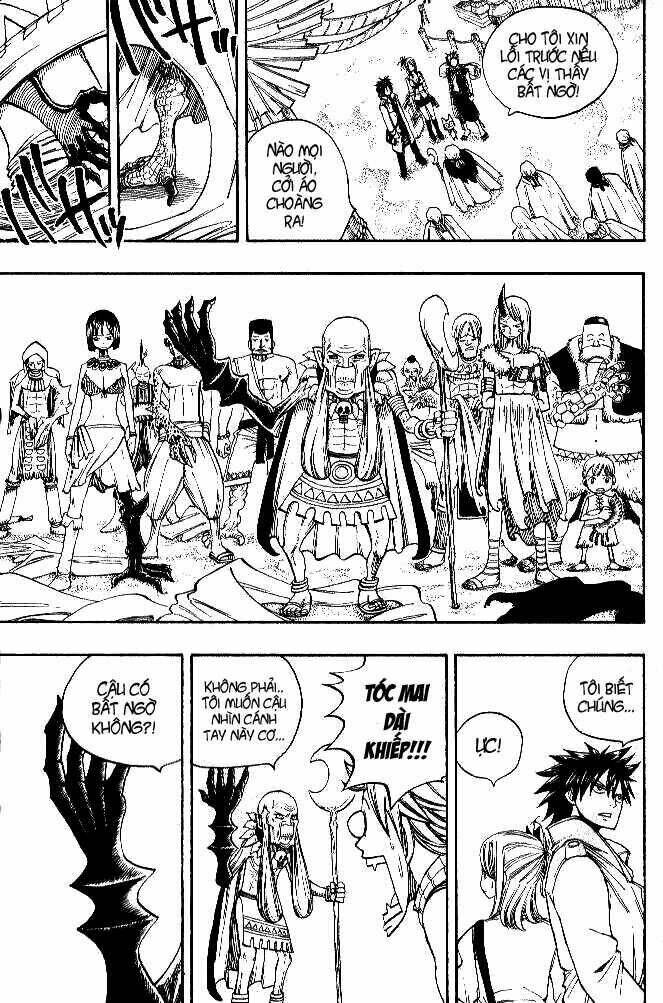 CHO TÔI XIN
LỖI TRƯỚC NẾU
CÁC VỊ THẤY
BẤT NGỜ!
NÀO MỌI
NGƯỜI,
CỞI ÁO
CHOÀNG
RA!
TÔI BIẾT
CHÚNG...
LỰC!
TÓC MAI
DÀI
KHIẾP!!!
KHÔNG PHẢI..
TÔI MUỐN CẬU
NHÌN CÁNH
TAY NÀY CƠ...
CẬU CÓ
BẤT NGỜ
KHÔNG?!